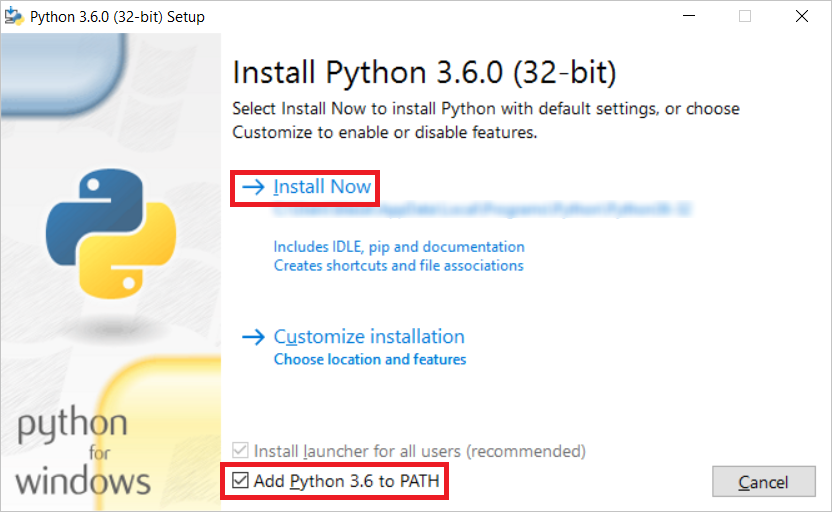 Python 3.6.0 (32-bit) Setup
Install Python 3.6.0 (32-bit)
Select Install Now to install Python with default settings, or choose
Customize to enable or disable features.
Install Now
Includes IDLE, pip and documentation
Creates shortcuts and file associations
Customize installation
Choose location and features
python
for
windows
Install launcher for all users (recommended)
Add Python 3.6 to PATH
Cancel